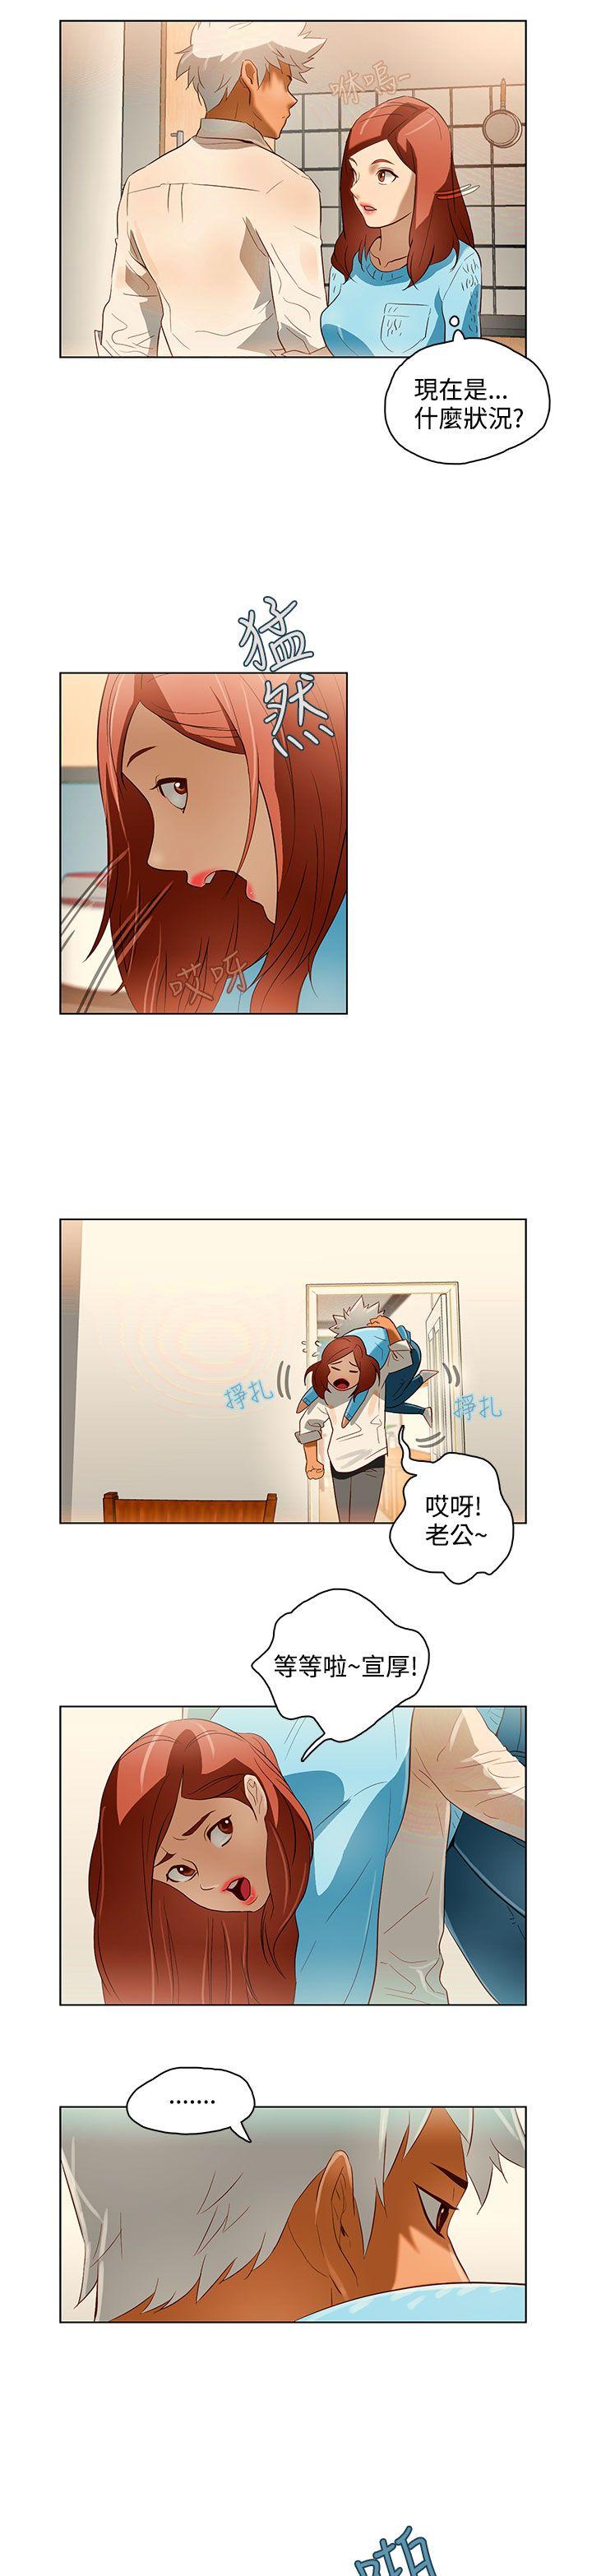 咻嗚~
現在是...
什麼狀況?
猛然
哎呀
掙扎
掙扎
哎呀!
老公~
等等啦~宣厚!
.......
啪